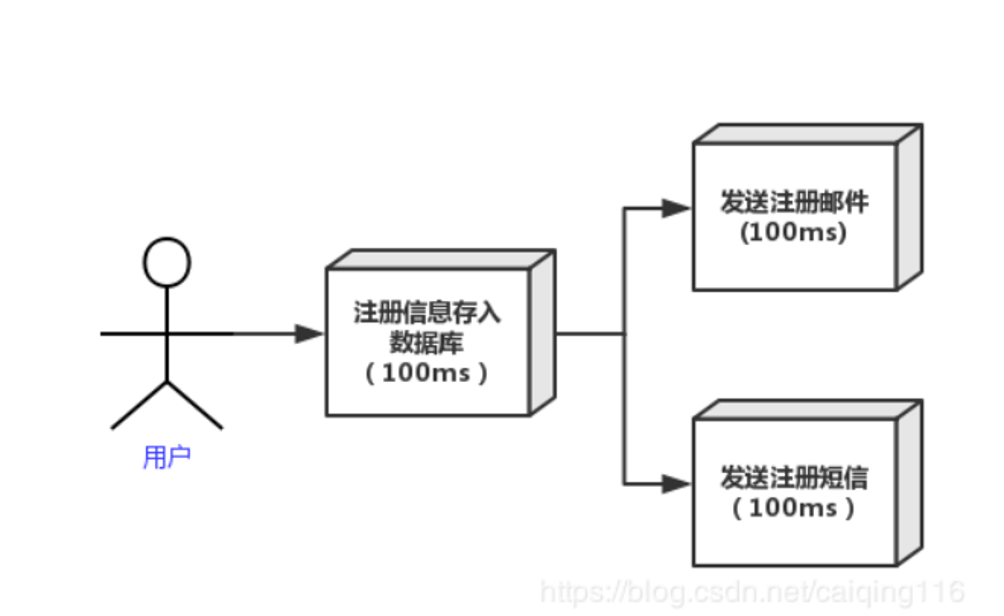 发送注册邮件
(100ms)
注册信息存入
数据库
（100ms）
用户
发送注册短信
（100ms）
https://blog.csdn.net/caiqing116